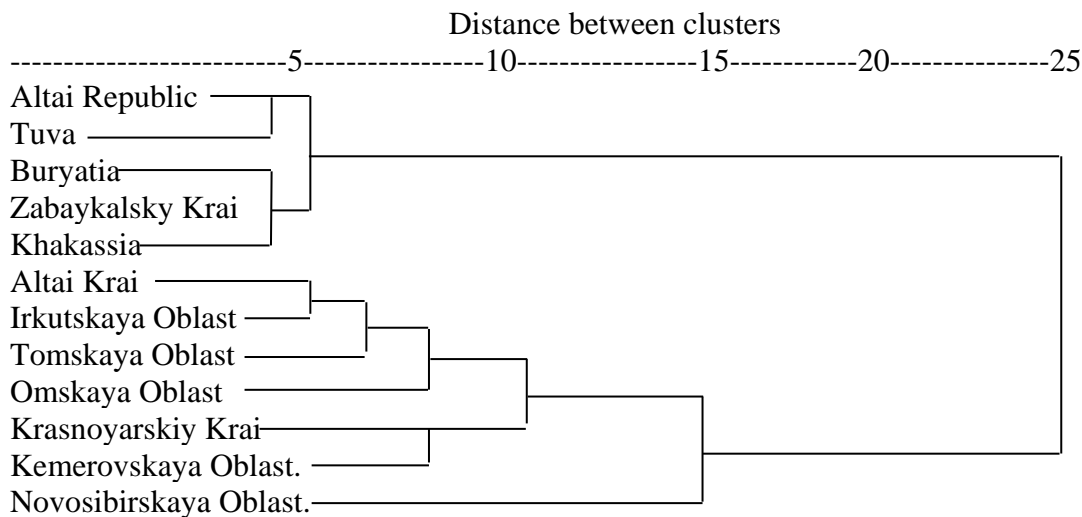 Distance between clusters
---------------------------5------------------10------------------15-------------20----------------25
Altai Republic
Tuva
Buryatia
Zabaykalsky Krai
Khakassia
Altai Krai
Irkutskaya Oblast
Tomskaya Oblast
Omskaya Oblast
Krasnoyarskiy Krai
Kemerovskaya Oblast.
Novosibirskaya Oblast.